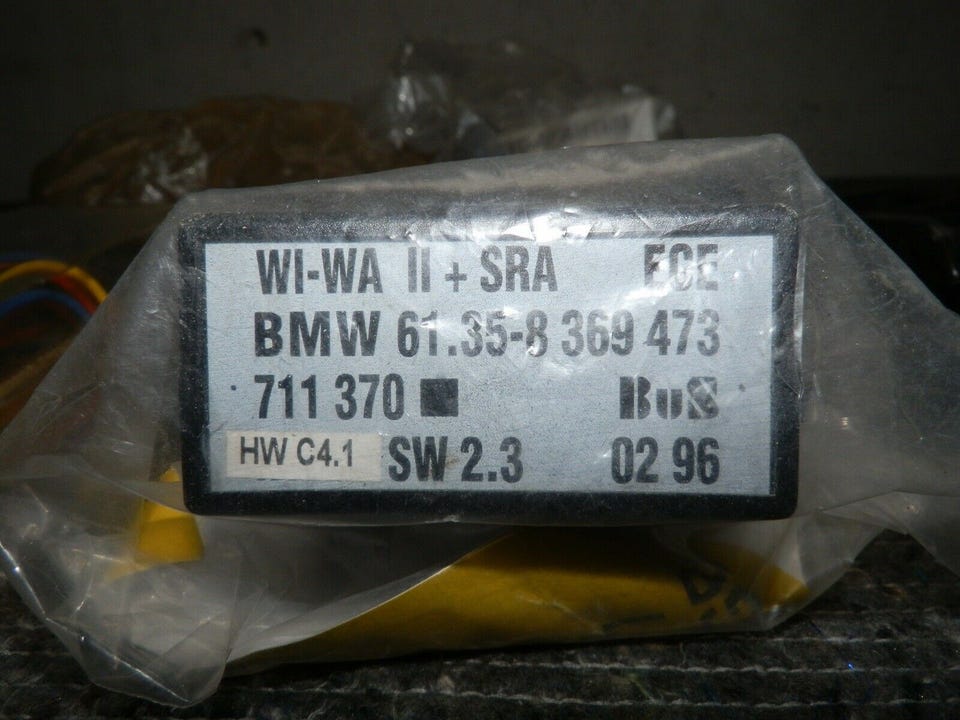 WI-WA II + SRA ECE
BMW 61.35-8 369 473
711 370 BuS
HW C4.1 SW 2.3 02 96